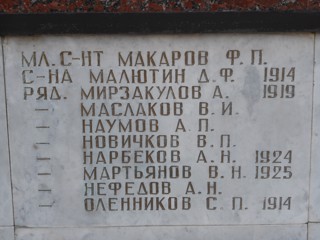 МЛ. С-НТ МАКАРОВ Ф. П.
С-НА МАЛЮТИН Д. Ф. 1914
РЯД. МИРЗАКУЛОВ А. 1919
— МАСЛАКОВ В. И.
— НАУМОВ А. П.
— НОВИЧКОВ В. П.
— НАРБЕКОВ А. Н. 1924
— МАРТЬЯНОВ В. Н. 1925
— НЕФЕДОВ А. Н.
— ОЛЕННИКОВ С. П. 1914